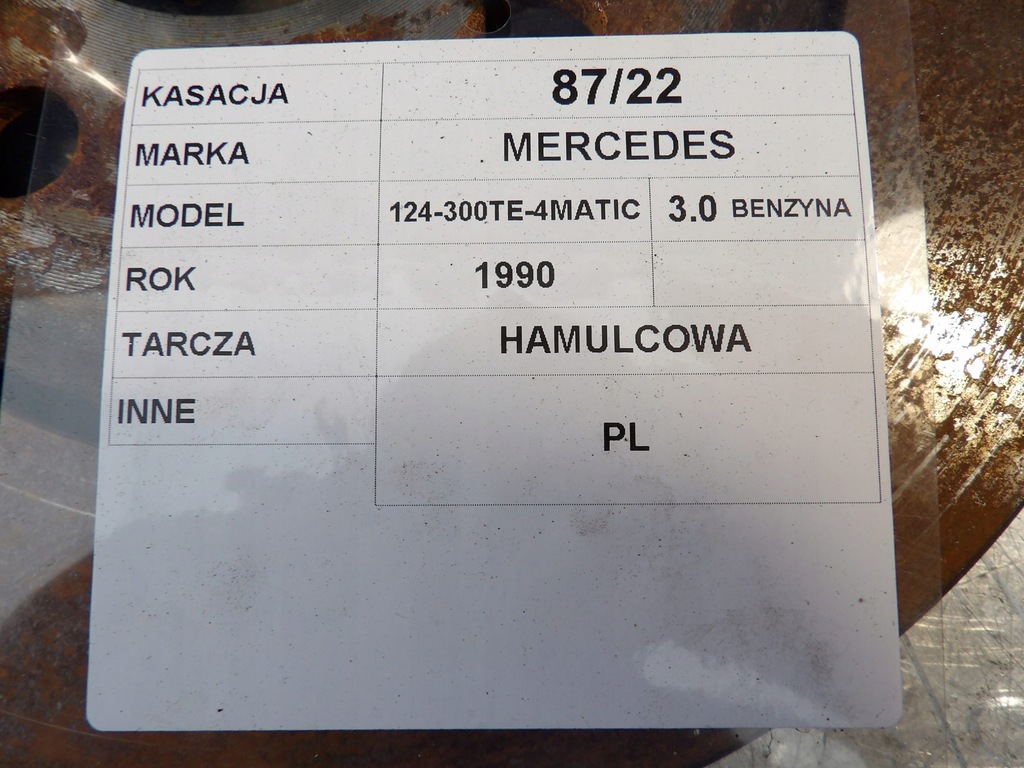 KASACJA 87/22
MARKA MERCEDES
MODEL 124-300TE-4MATIC 3.0 BENZYNA
ROK 1990
TARCZA HAMULCOWA
INNE PL